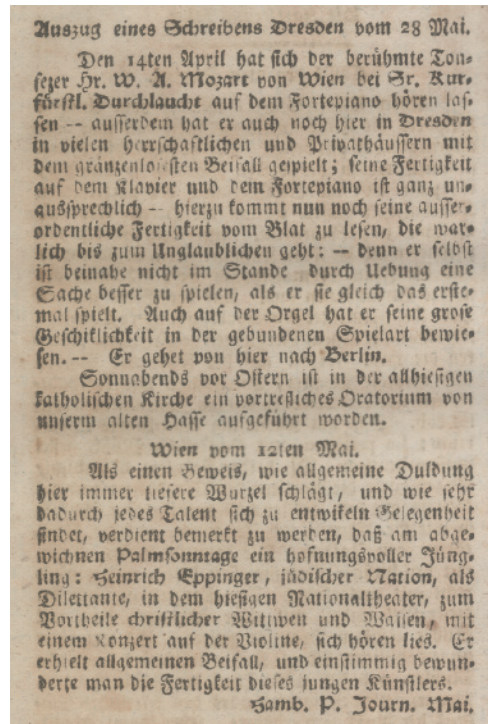 Auszug eines Schreibens Dresden vom 28 Mai.
Den 14ten April hat sich der berühmte Ton-
sezer Hr. W. A. Mozart von Wien bei Sr. Kur-
fürstl. Durchlaucht auf dem Fortepiano hören las-
sen -- ausserdem hat er auch noch hier in Dresden
in vielen herrschaftlichen und Privathäussern mit
dem gränzenlosesten Beifall gespielt; seine Fertigkeit
auf dem Klavier und dem Fortepiano ist ganz un-
aussprechlich -- hierzu kommt nun noch seine ausser-
ordentliche Fertigkeit vom Blat zu lesen, die war-
lich bis zum Unglaublichen geht: -- denn er selbst
ist beinahe nicht im Stande durch Uebung eine
Sache besser zu spielen, als er sie gleich das erste-
mal spielt. Auch auf der Orgel hat er seine grose
Geschiklichkeit in der gebundenen Spielart bewie-
sen. -- Er gehet von hier nach Berlin.
Sonnabends vor Ostern ist in der allhiesigen
katholischen Kirche ein vortrefliches Oratorium von
unserm alten Hasse aufgeführt worden.
Wien vom 12ten Mai.
Als einen Beweis, wie allgemeine Duldung
hier immer tiefere Wurzel schlägt, und wie sehr
dadurch jedes Talent sich zu entwikeln Gelegenheit
findet, verdient bemerkt zu werden, daß am abge-
wichnen Palmsonntage ein hofnungsvoller Jüng-
ling: Heinrich Eppinger, jüdischer Nation, als
Dilettante, in dem hiesigen Nationaltheater, zum
Vortheile christlicher Wittwen und Waisen, mit
einem Konzert auf der Violine, sich hören lies. Er
erhielt allgemeinen Beifall, und einstimmig bewun-
derte man die Fertigkeit dieses jungen Künstlers.
Hamb. P. Journ. Mai.